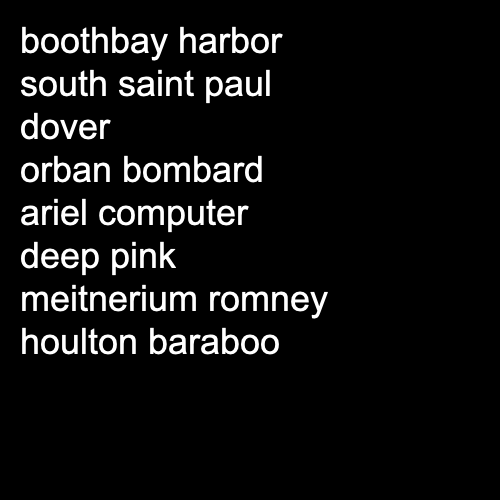 boothbay harbor
south saint paul
dover
orban bombard
ariel computer
deep pink
meitnerium romney
houlton baraboo